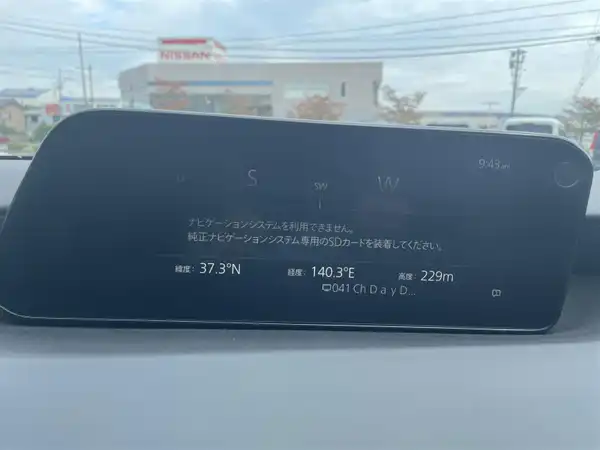 NISSAN
9:43am
S
SW
W
ナビゲーションシステムを利用できません。
純正ナビゲーションシステム専用のSDカードを装着してください。
緯度: 37.3°N 経度: 140.3°E 高度: 229m
041 Ch D a y D...